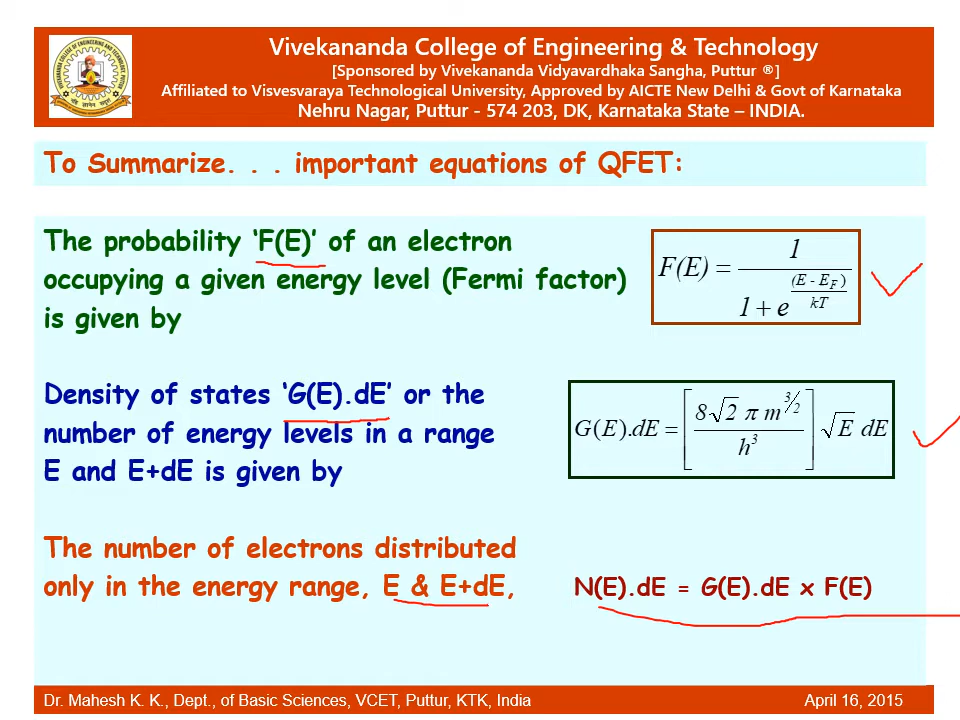 Vivekananda College of Engineering & Technology
[Sponsored by Vivekananda Vidyavardhaka Sangha, Puttur ®]
Affiliated to Visvesvaraya Technological University, Approved by AICTE New Delhi & Govt of Karnataka
Nehru Nagar, Puttur - 574 203, DK, Karnataka State – INDIA.
To Summarize. . . important equations of QFET:
The probability ‘F(E)’ of an electron
occupying a given energy level (Fermi factor)
is given by
F(E) = 1 / (1 + e^((E - E_F) / kT))
Density of states ‘G(E).dE’ or the
number of energy levels in a range
E and E+dE is given by
G(E).dE = [8√2 π m^(3/2) / h^3] √E dE
The number of electrons distributed
only in the energy range, E & E+dE,
N(E).dE = G(E).dE x F(E)
Dr. Mahesh K. K., Dept., of Basic Sciences, VCET, Puttur, KTK, India
April 16, 2015